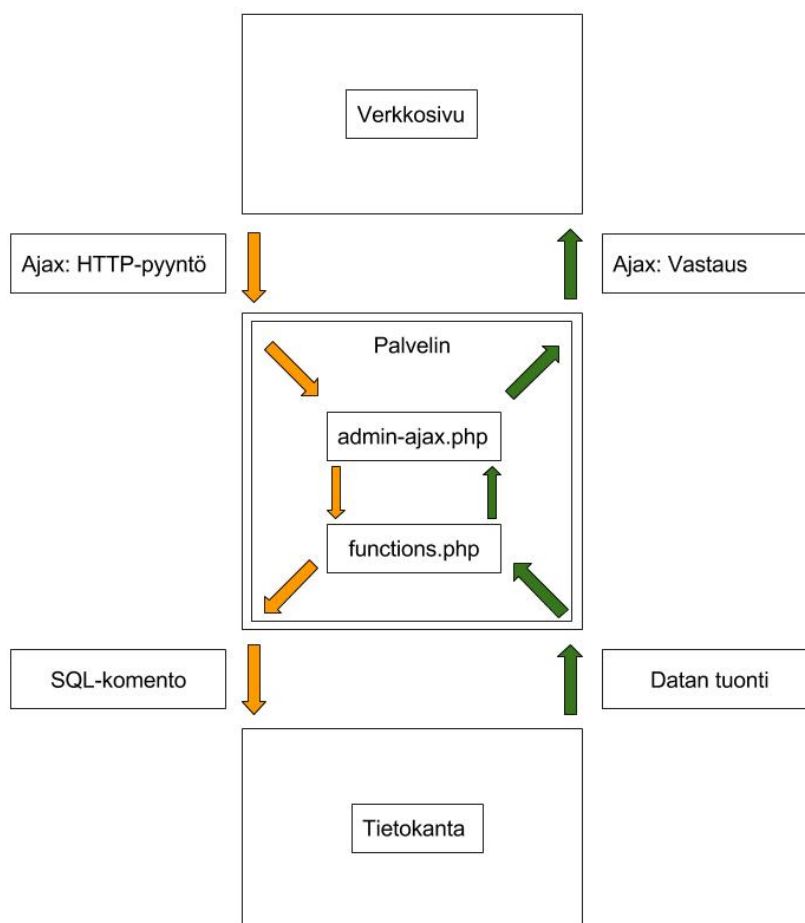 Verkkosivu
Ajax: HTTP-pyyntö
Ajax: Vastaus
Palvelin
admin-ajax.php
functions.php
SQL-komento
Datan tuonti
Tietokanta